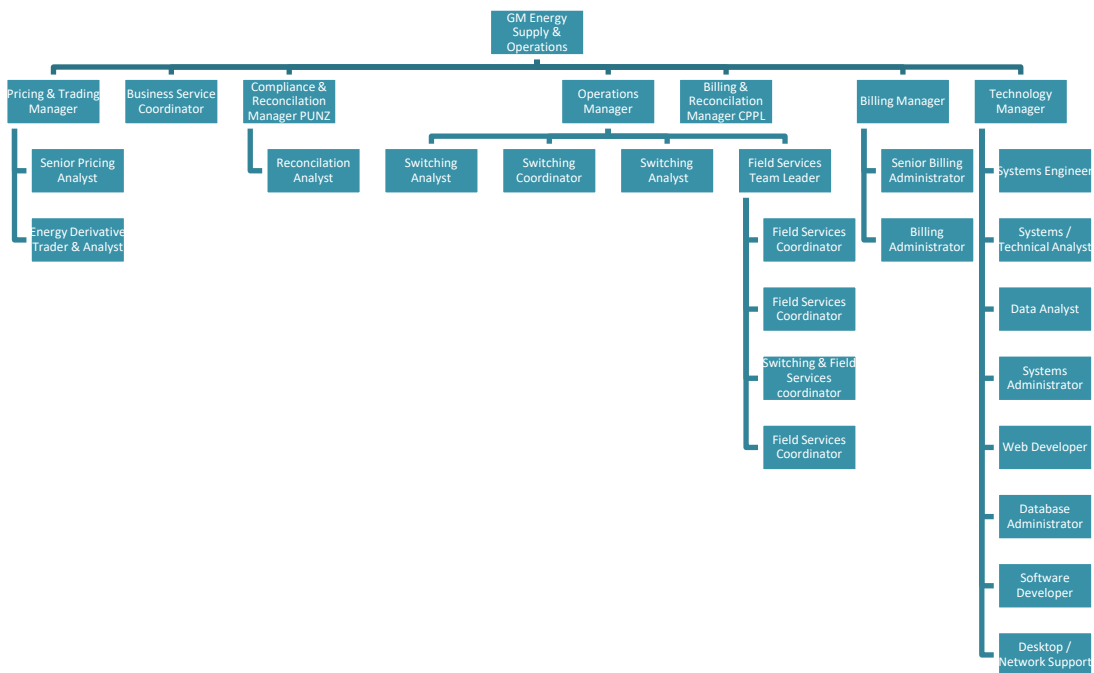 GM Energy
Supply &
Operations
Pricing & Trading
Manager
Business Service
Coordinator
Compliance &
Reconcilation
Manager PUNZ
Operations
Manager
Billing &
Reconcilation
Manager CPPL
Billing Manager
Technology
Manager
Senior Pricing
Analyst
Energy Derivative
Trader & Analyst
Reconcilation
Analyst
Switching
Analyst
Switching
Coordinator
Switching
Analyst
Field Services
Team Leader
Field Services
Coordinator
Field Services
Coordinator
Switching & Field
Services
coordinator
Field Services
Coordinator
Senior Billing
Administrator
Billing
Administrator
Systems Engineer
Systems /
Technical Analyst
Data Analyst
Systems
Administrator
Web Developer
Database
Administrator
Software
Developer
Desktop /
Network Support